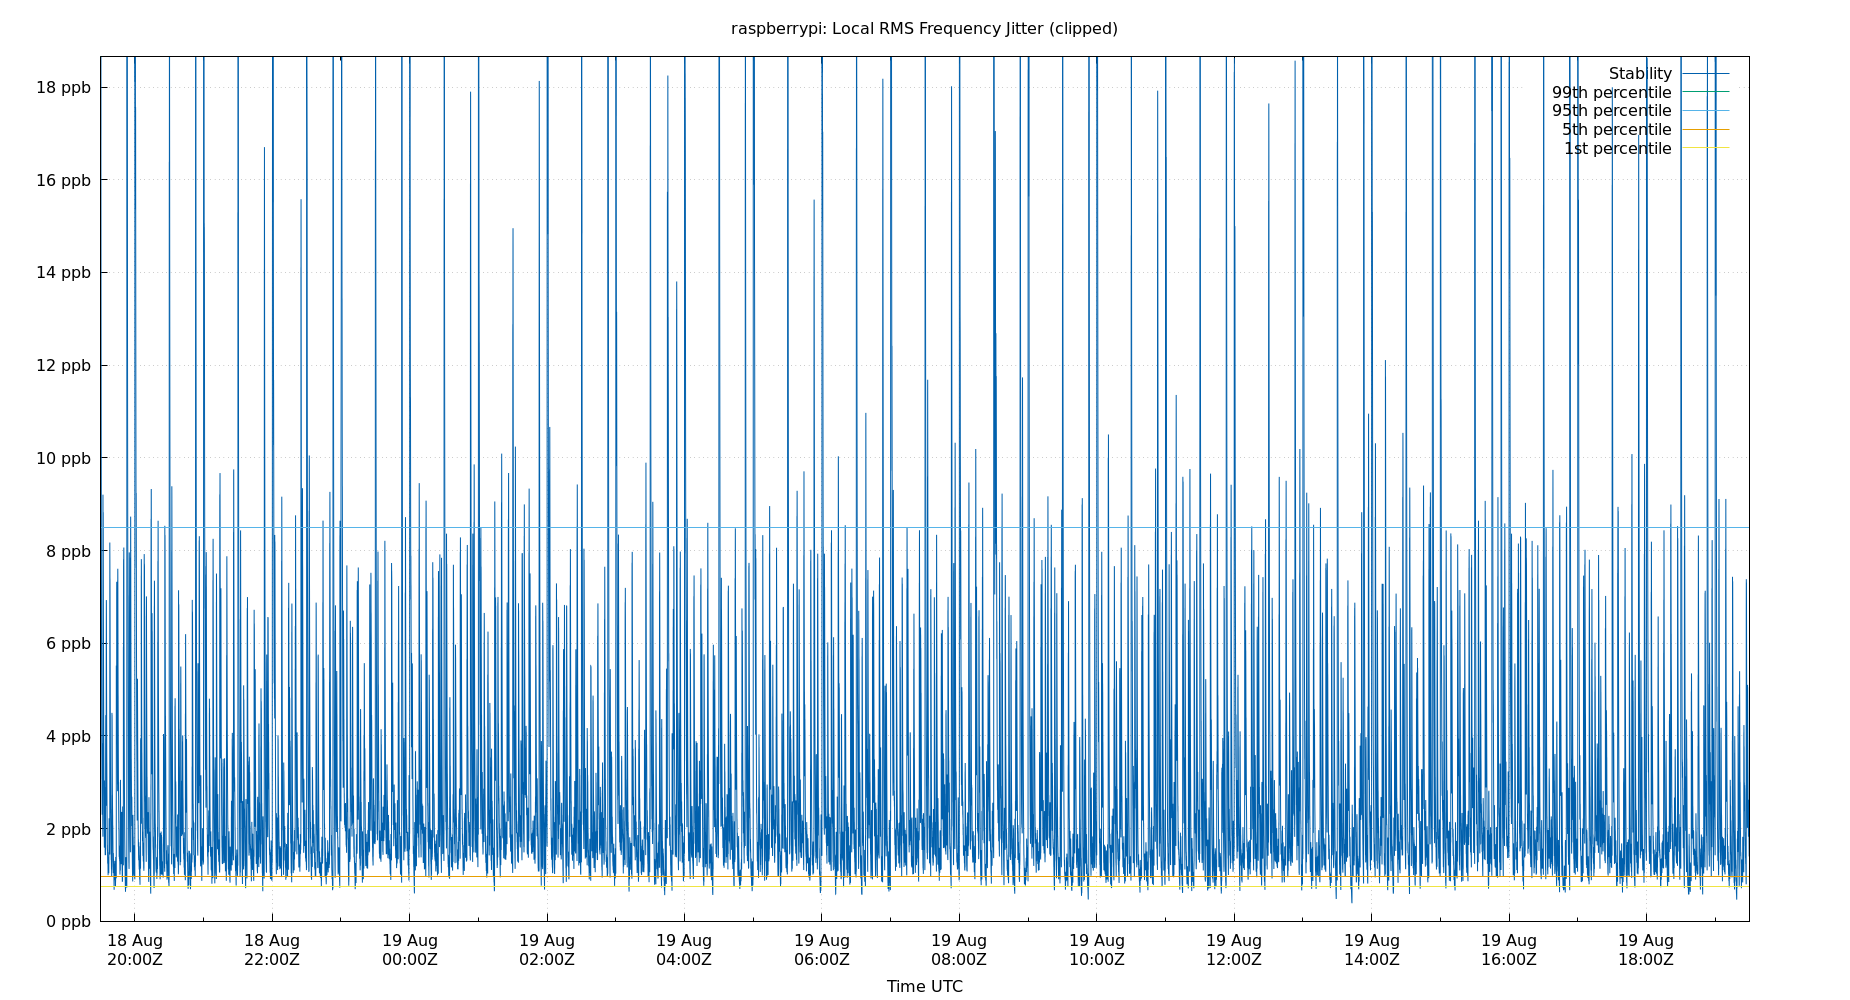 raspberrypi: Local RMS Frequency Jitter (clipped)
Stability
99th percentile
95th percentile
5th percentile
1st percentile
18 ppb
16 ppb
14 ppb
12 ppb
10 ppb
8 ppb
6 ppb
4 ppb
2 ppb
0 ppb
18 Aug 18 Aug 19 Aug 19 Aug 19 Aug 19 Aug 19 Aug 19 Aug 19 Aug 19 Aug 19 Aug 19 Aug
20:00Z 22:00Z 00:00Z 02:00Z 04:00Z 06:00Z 08:00Z 10:00Z 12:00Z 14:00Z 16:00Z 18:00Z
Time UTC